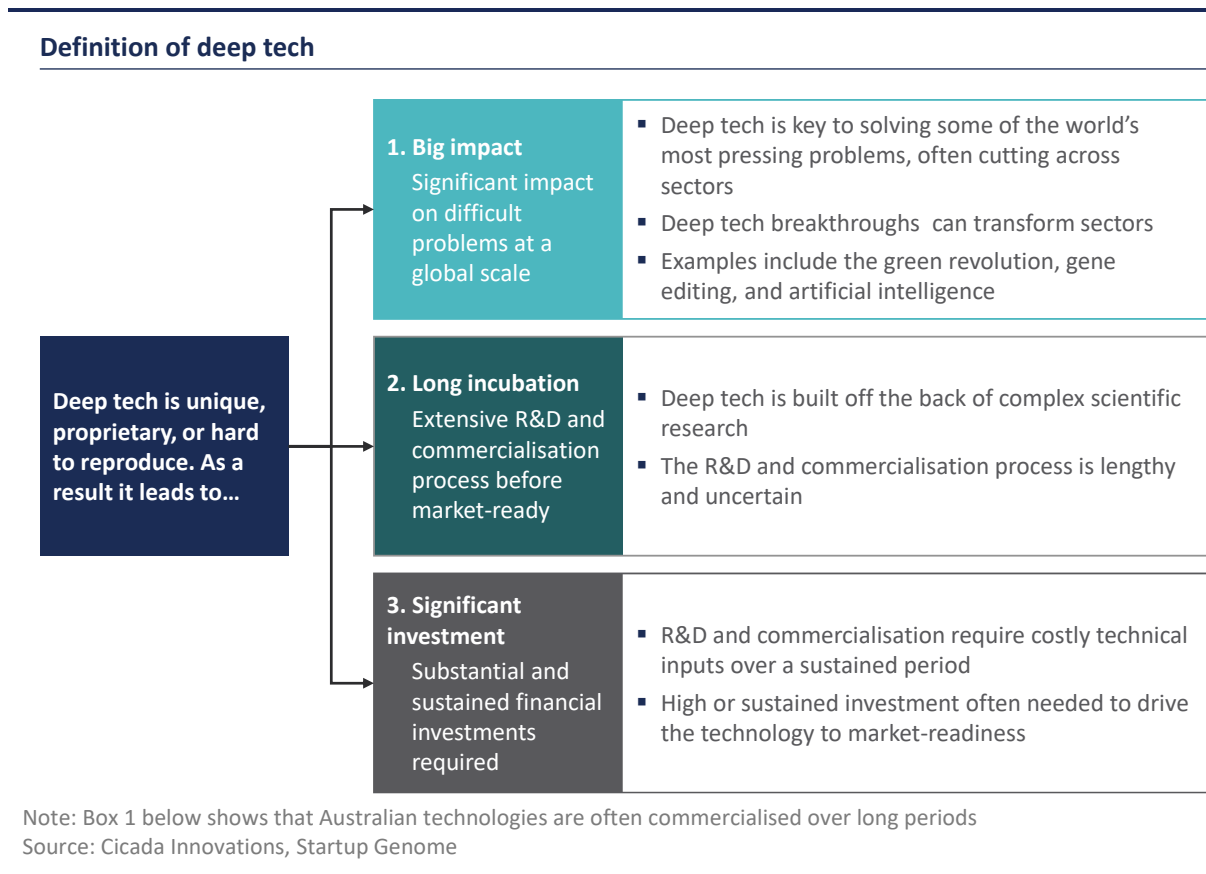 Definition of deep tech
Deep tech is unique,
proprietary, or hard
to reproduce. As a
result it leads to...
1. Big impact
Significant impact
on difficult
problems at a
global scale
▪ Deep tech is key to solving some of the world's
most pressing problems, often cutting across
sectors
▪ Deep tech breakthroughs can transform sectors
▪ Examples include the green revolution, gene
editing, and artificial intelligence
2. Long incubation
Extensive R&D and
commercialisation
process before
market-ready
▪ Deep tech is built off the back of complex scientific
research
▪ The R&D and commercialisation process is lengthy
and uncertain
3. Significant
investment
Substantial and
sustained financial
investments
required
▪ R&D and commercialisation require costly technical
inputs over a sustained period
▪ High or sustained investment often needed to drive
the technology to market-readiness
Note: Box 1 below shows that Australian technologies are often commercialised over long periods
Source: Cicada Innovations, Startup Genome